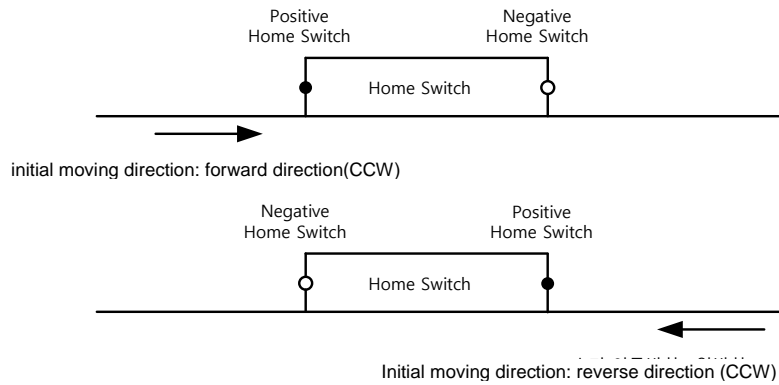 Positive Home Switch
Negative Home Switch
Home Switch
initial moving direction: forward direction(CCW)
Negative Home Switch
Positive Home Switch
Home Switch
Initial moving direction: reverse direction (CCW)